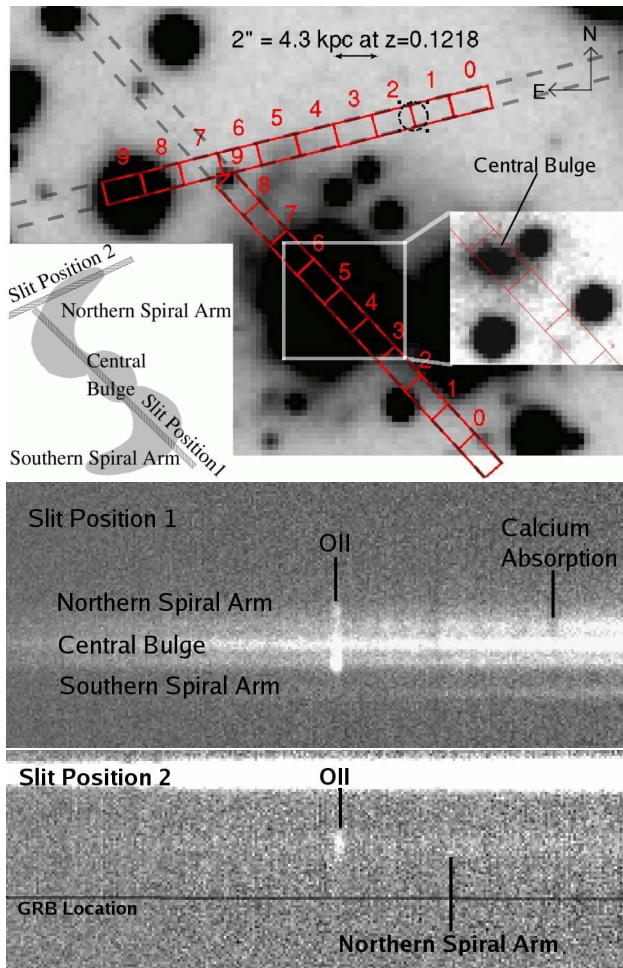 2" = 4.3 kpc at z=0.1218
N
E
0
1
2
3
4
5
6
7
8
9
9
8
7
6
5
4
3
2
1
0
Central Bulge
Slit Position 2
Northern Spiral Arm
Central
Bulge
Slit Position1
Southern Spiral Arm
Slit Position 1
OII
Calcium
Absorption
Northern Spiral Arm
Central Bulge
Southern Spiral Arm
Slit Position 2
OII
GRB Location
Northern Spiral Arm